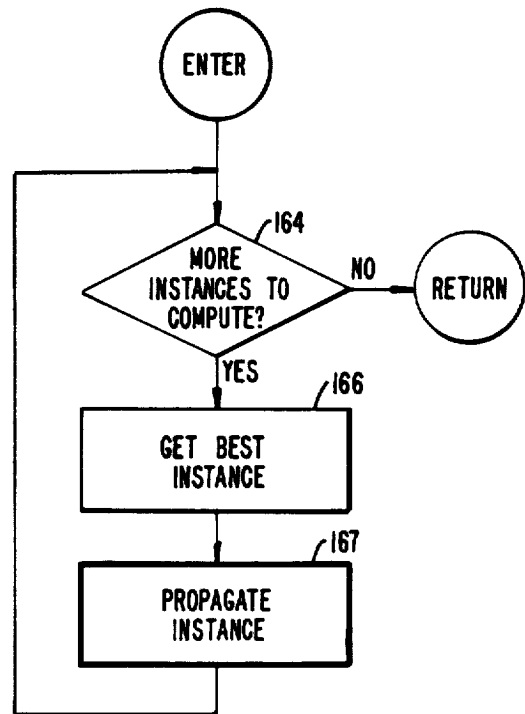 ENTER
164
MORE
INSTANCES TO
COMPUTE?
NO
RETURN
YES
166
GET BEST
INSTANCE
167
PROPAGATE
INSTANCE